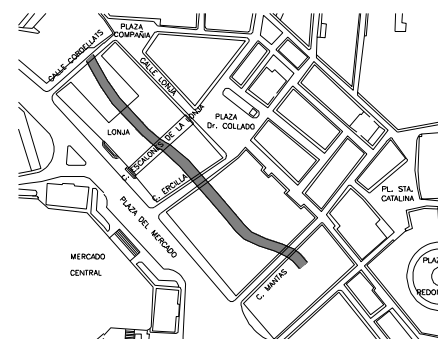 PLAZA
COMPAÑIA
CALLE CORDELLATS
CALLE LONJA
LONJA
C. ESCALONES DE LA LONJA
PLAZA
Dr. COLLADO
C. ERCILLA
PL. STA.
CATALINA
PLAZA DEL MERCADO
MERCADO
CENTRAL
C. MANTAS
PLAZ
REDON